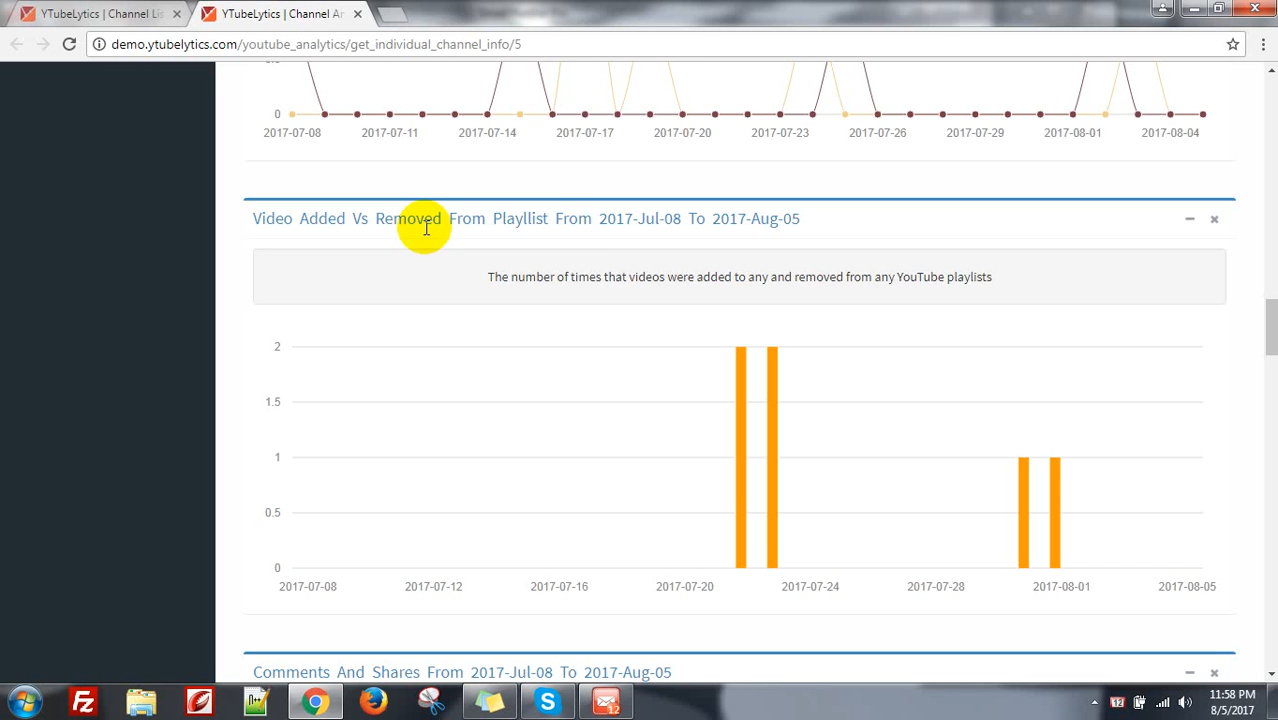 YTubeLytics | Channel Lis
YTubeLytics | Channel An
demo.ytubelytics.com/youtube_analytics/get_individual_channel_info/5
0
2017-07-08 2017-07-11 2017-07-14 2017-07-17 2017-07-20 2017-07-23 2017-07-26 2017-07-29 2017-08-01 2017-08-04
Video Added Vs Removed From Playllist From 2017-Jul-08 To 2017-Aug-05
The number of times that videos were added to any and removed from any YouTube playlists
2
1.5
1
0.5
0
2017-07-08 2017-07-12 2017-07-16 2017-07-20 2017-07-24 2017-07-28 2017-08-01 2017-08-05
Comments And Shares From 2017-Jul-08 To 2017-Aug-05
11:58 PM
8/5/2017